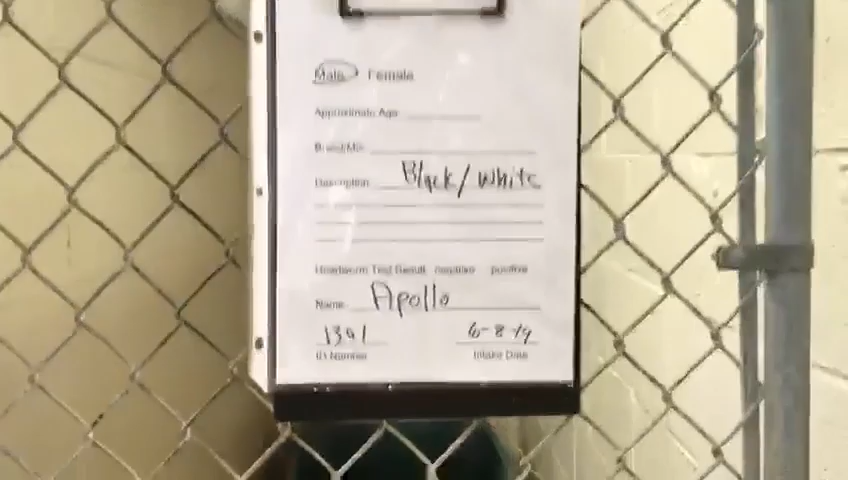 Male Female
Approximate Age
Breed/Mix
Description Black/White
Heartworm Test Result negative positive
Name Apollo
1391 6-8-19
ID Number Intake Date